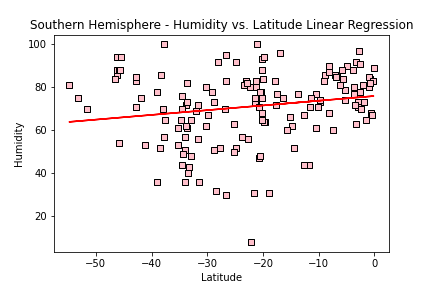 Southern Hemisphere - Humidity vs. Latitude Linear Regression
100
80
60
40
20
Humidity
−50 −40 −30 −20 −10 0
Latitude